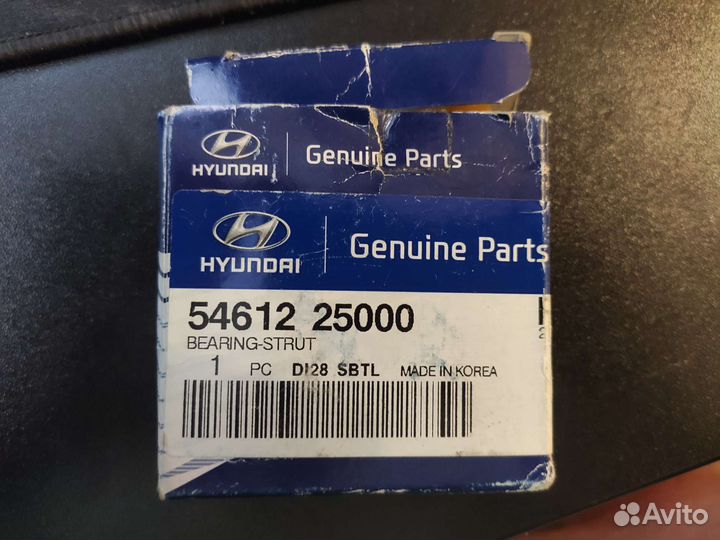 HYUNDAI
Genuine Parts
HYUNDAI
Genuine Parts
54612 25000
BEARING-STRUT
1 PC DI28 SBTL MADE IN KOREA
Avito